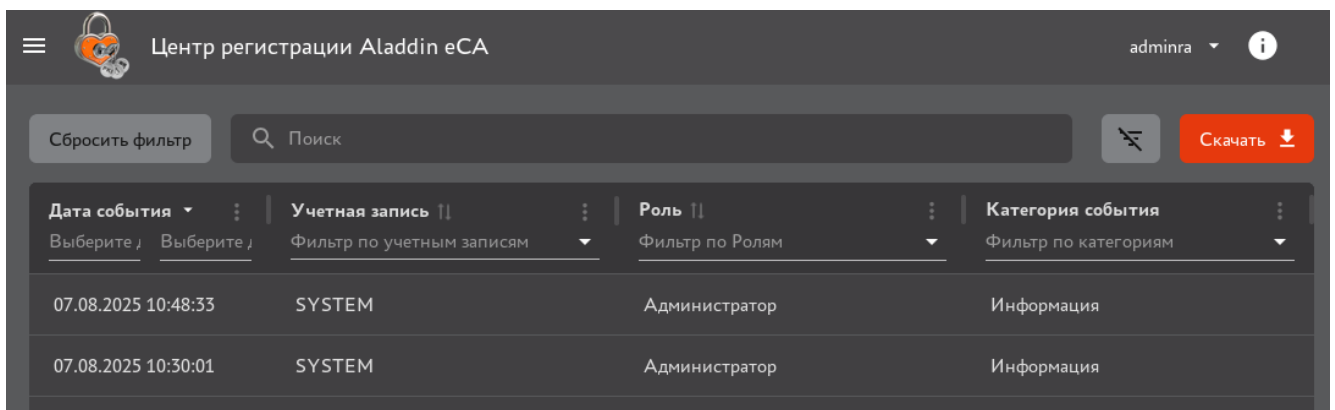 Центр регистрации Aladdin eCA
adminra
Сбросить фильтр
Поиск
Скачать
Дата события Учетная запись Роль Категория события
Выберите Выберите Фильтр по учетным записям Фильтр по Ролям Фильтр по категориям
07.08.2025 10:48:33 SYSTEM Администратор Информация
07.08.2025 10:30:01 SYSTEM Администратор Информация